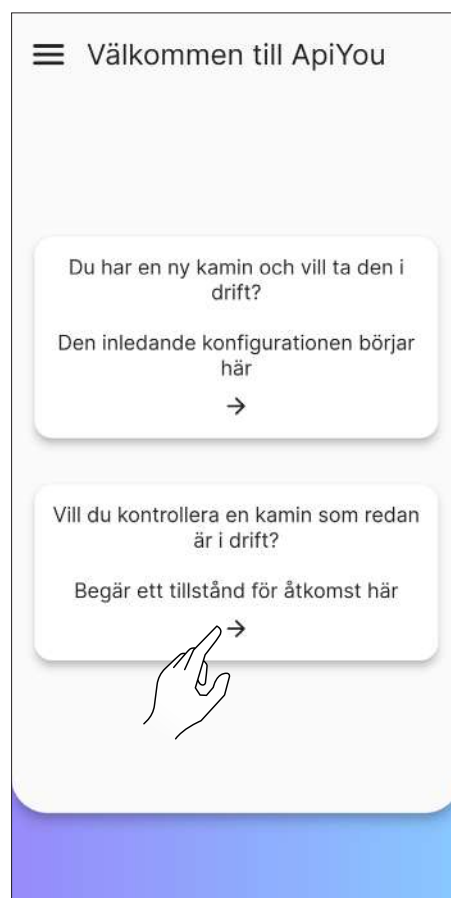 Välkommen till ApiYou
Du har en ny kamin och vill ta den i
drift?
Den inledande konfigurationen börjar
här
→
Vill du kontrollera en kamin som redan
är i drift?
Begär ett tillstånd för åtkomst här
→